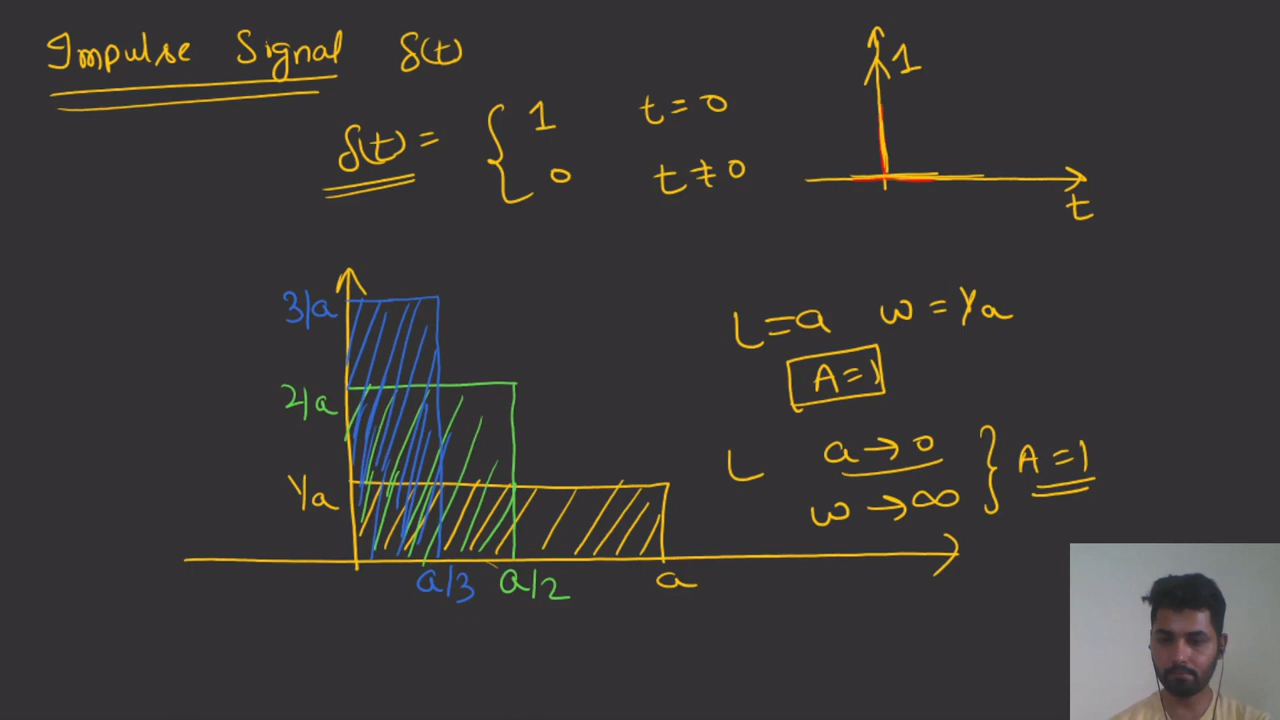 Impulse Signal δ(t)
1
δ(t) = { 1 t = 0
0 t ≠ 0
t
3/a
L = a w = 1/a
A = 1
2/a
L a → 0 } A = 1
w → ∞
1/a
a/3 a/2 a